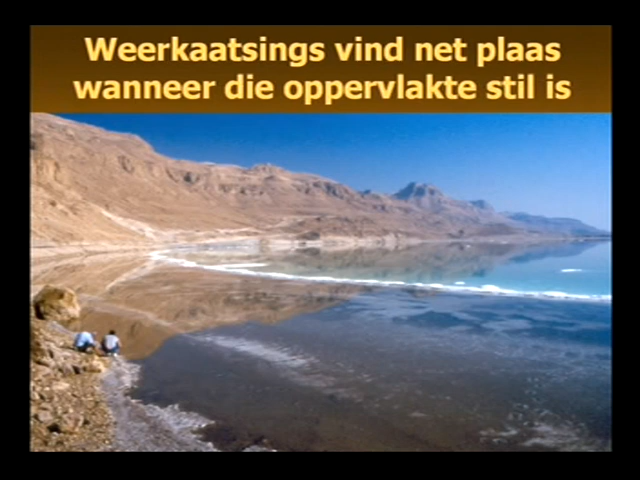 Weerkaatsings vind net plaas
wanneer die oppervlakte stil is